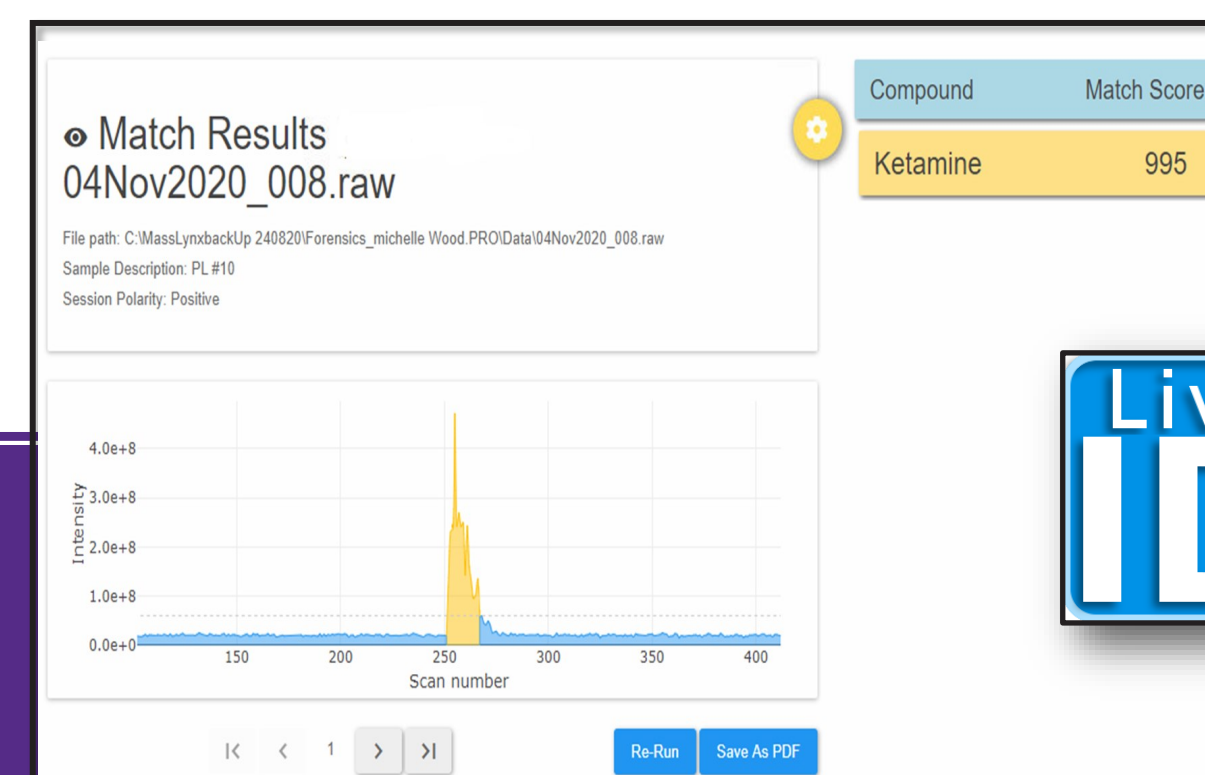 Compound Match Score
Ketamine 995
Match Results
04Nov2020_008.raw
File path: C:\MassLynxbackUp 240820\Forensics_michelle Wood.PRO\Data\04Nov2020_008.raw
Sample Description: PL #10
Session Polarity: Positive
Intensity
4.0e+8
3.0e+8
2.0e+8
1.0e+8
0.0e+0
150 200 250 300 350 400
Scan number
1
Re-Run Save As PDF